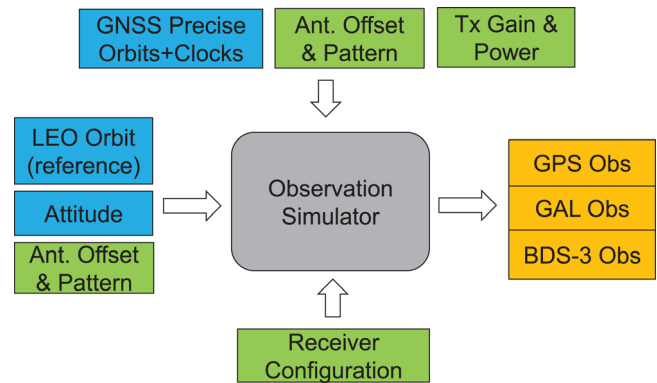 GNSS Precise
Orbits+Clocks
Ant. Offset
& Pattern
Tx Gain &
Power
LEO Orbit
(reference)
Attitude
Ant. Offset
& Pattern
Observation
Simulator
GPS Obs
GAL Obs
BDS-3 Obs
Receiver
Configuration